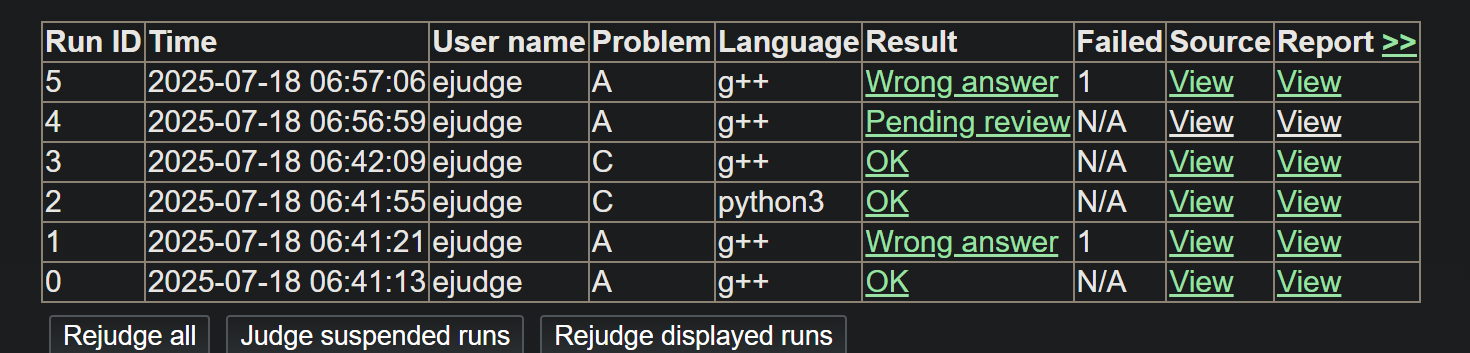 Run ID Time User name Problem Language Result Failed Source Report >>
5 2025-07-18 06:57:06 ejudge A g++ Wrong answer 1 View View
4 2025-07-18 06:56:59 ejudge A g++ Pending review N/A View View
3 2025-07-18 06:42:09 ejudge C g++ OK N/A View View
2 2025-07-18 06:41:55 ejudge C python3 OK N/A View View
1 2025-07-18 06:41:21 ejudge A g++ Wrong answer 1 View View
0 2025-07-18 06:41:13 ejudge A g++ OK N/A View View
Rejudge all Judge suspended runs Rejudge displayed runs